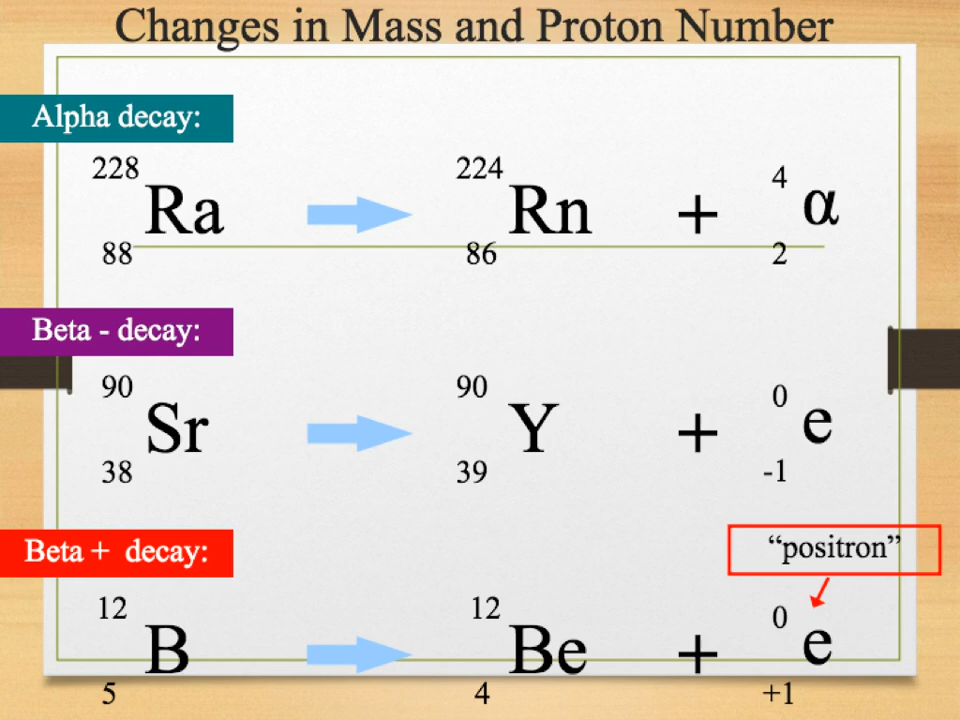 Changes in Mass and Proton Number
Alpha decay:
228 224 4
Ra Rn + α
88 86 2
Beta - decay:
90 90 0
Sr Y + e
38 39 -1
Beta + decay:
“positron”
12 12 0
B Be + e
5 4 +1